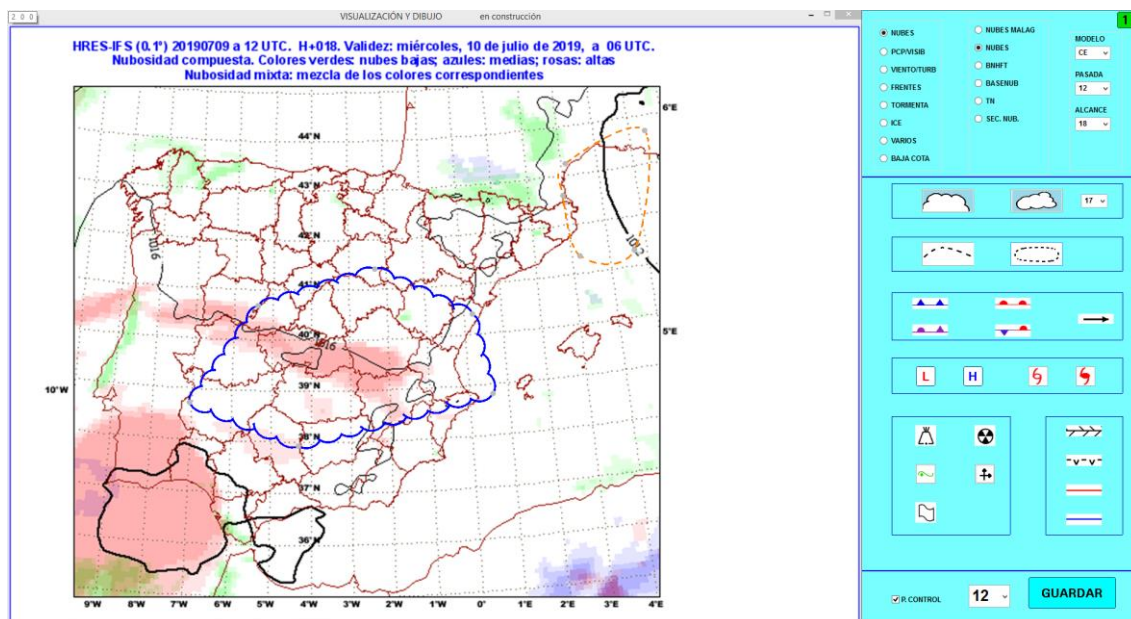 2 0 0
VISUALIZACIÓN Y DIBUJO en construcción
HRES-IFS (0.1°) 20190709 a 12 UTC. H+018. Validez: miércoles, 10 de julio de 2019, a 06 UTC.
Nubosidad compuesta. Colores verdes: nubes bajas; azules: medias; rosas: altas
Nubosidad mixta: mezcla de los colores correspondientes
6°E
44°N
43°N
1016
42°N
1012
41°N
5°E
40°N
1016
10°W
39°N
38°N
37°N
36°N
9°W 8°W 7°W 6°W 5°W 4°W 3°W 2°W 1°W 0° 1°E 2°E 3°E 4°E
1
NUBES
PCP/VISIB
VIENTO/TURB
FRENTES
TORMENTA
ICE
VARIOS
BAJA COTA
NUBES MALAG
NUBES
BNHFT
BASENUB
TN
SEC. NUB.
MODELO
CE
PASADA
12
ALCANCE
18
17
L H
P. CONTROL 12 GUARDAR